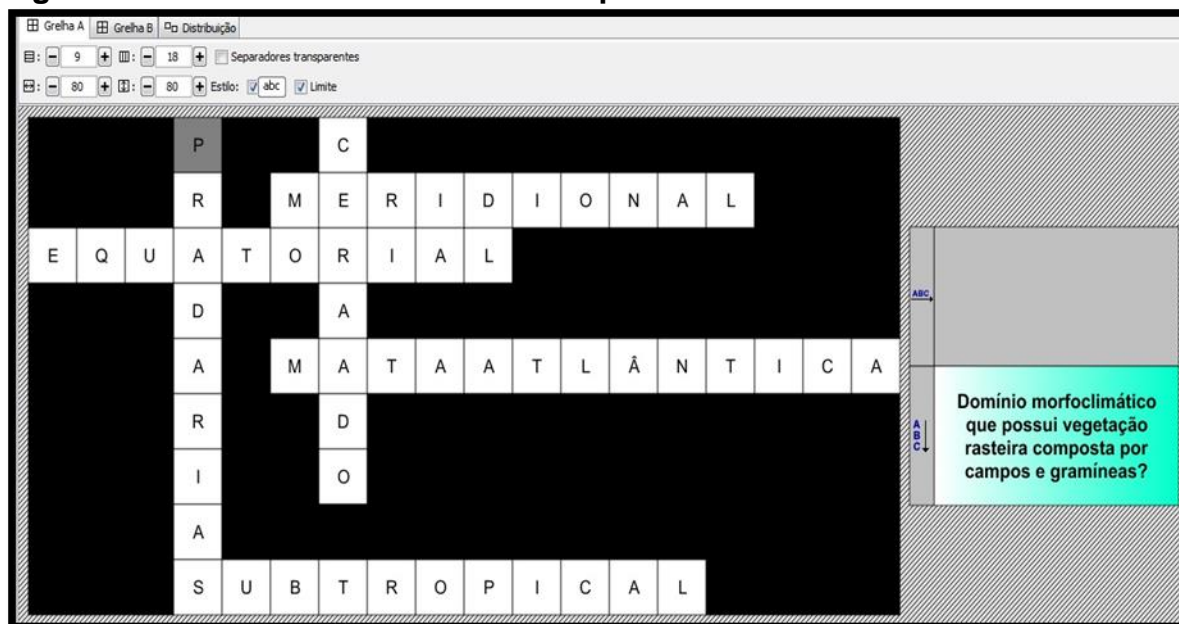 Grelha A Grelha B Distribuição
: - 9 + : - 18 + Separadores transparentes
: - 80 + : - 80 + Estilo: abc Limite
P C
R M E R I D I O N A L
E Q U A T O R I A L
D A
A M A T A A T L Â N T I C A
R D
I O
A
S U B T R O P I C A L
ABC
ABC
Domínio morfoclimático
que possui vegetação
rasteira composta por
campos e gramíneas?